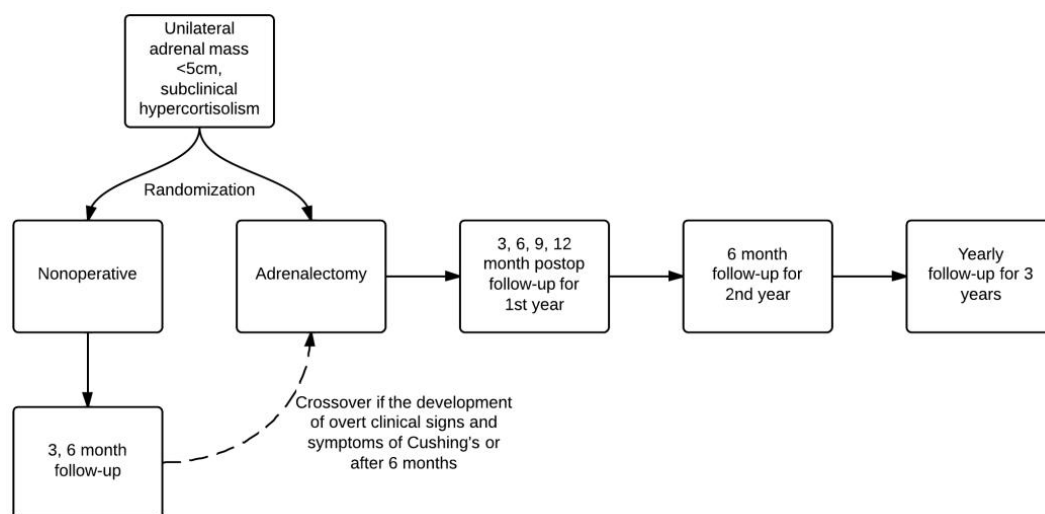 Unilateral
adrenal mass
<5cm,
subclinical
hypercortisolism
Randomization
Nonoperative
Adrenalectomy
3, 6, 9, 12
month postop
follow-up for
1st year
6 month
follow-up for
2nd year
Yearly
follow-up for 3
years
3, 6 month
follow-up
Crossover if the development
of overt clinical signs and
symptoms of Cushing's or
after 6 months